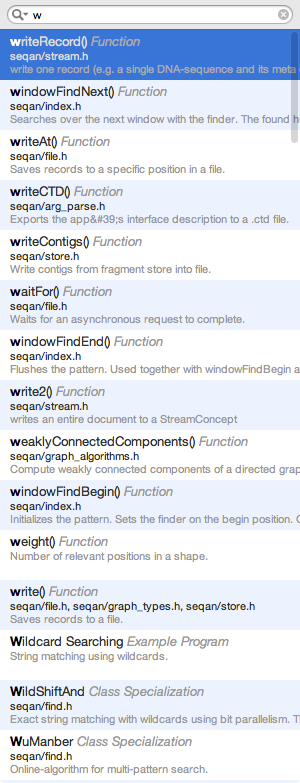 w
writeRecord() Function
seqan/stream.h
write one record (e.g. a single DNA-sequence and its meta
windowFindNext() Function
seqan/index.h
Searches over the next window with the finder. The found h
writeAt() Function
seqan/file.h
Saves records to a specific position in a file.
writeCTD() Function
seqan/arg_parse.h
Exports the app&#39;s interface description to a .ctd file.
writeContigs() Function
seqan/store.h
Write contigs from fragment store into file.
waitFor() Function
seqan/file.h
Waits for an asynchronous request to complete.
windowFindEnd() Function
seqan/index.h
Flushes the pattern. Used together with windowFindBegin a
write2() Function
seqan/stream.h
writes an entire document to a StreamConcept
weaklyConnectedComponents() Function
seqan/graph_algorithms.h
Compute weakly connected components of a directed grap
windowFindBegin() Function
seqan/index.h
Initializes the pattern. Sets the finder on the begin position. C
weight() Function
Number of relevant positions in a shape.
write() Function
seqan/file.h, seqan/graph_types.h, seqan/store.h
Saves records to a file.
Wildcard Searching Example Program
String matching using wildcards.
WildShiftAnd Class Specialization
seqan/find.h
Exact string matching with wildcards using bit parallelism. Th
WuManber Class Specialization
seqan/find.h
Online-algorithm for multi-pattern search.